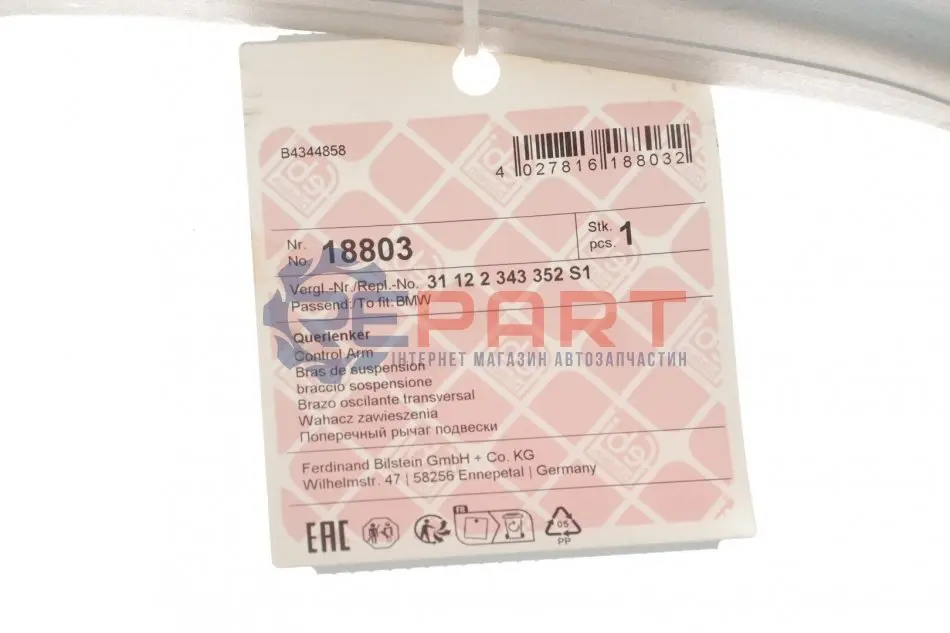 B4344858
4 027816 188032
Nr.
No. 18803
Stk.
pcs. 1
Vergl.-Nr./Repl.-No. 31 12 2 343 352 S1
Passend:/To fit:BMW
PEPART
ІНТЕРНЕТ МАГАЗИН АВТОЗАПЧАСТИН
Querlenker
Control Arm
Bras de suspension
braccio sospensione
Brazo oscilante transversal
Wahacz zawieszenia
Поперечный рычаг подвески
Ferdinand Bilstein GmbH + Co. KG
Wilhelmstr. 47 | 58256 Ennepetal | Germany
EAC
FR
05
PP